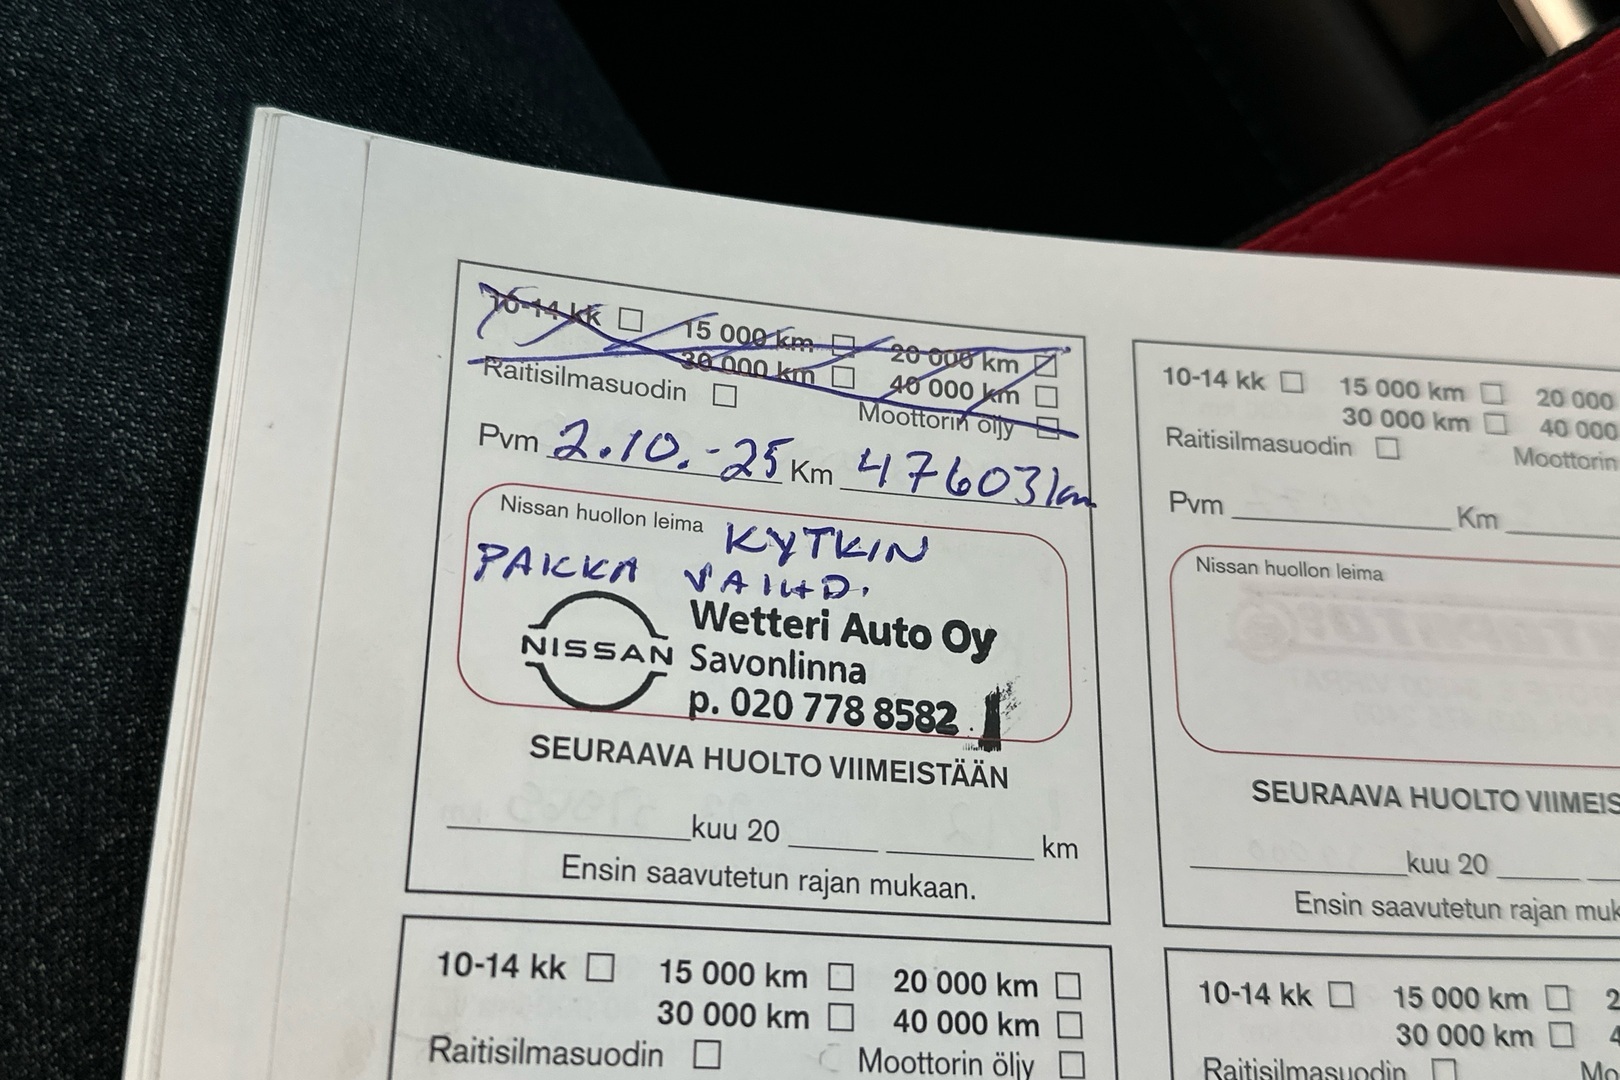 10-14 kk 15 000 km 20 000 km
30 000 km 40 000 km
Raitisilmasuodin Moottorin öljy
Pvm 2.10.-25 Km 476031km
Nissan huollon leima KYTKIN
PAKKA VAIHD.
NISSAN
Wetteri Auto Oy
Savonlinna
p. 020 778 8582
SEURAAVA HUOLTO VIIMEISTÄÄN
kuu 20 km
Ensin saavutetun rajan mukaan.
10-14 kk 15 000 km 20 000
30 000 km 40 000
Raitisilmasuodin Moottorin
Pvm Km
Nissan huollon leima
SEURAAVA HUOLTO VIIMEIS
kuu 20
Ensin saavutetun rajan muk
10-14 kk 15 000 km 20 000 km
30 000 km 40 000 km
Raitisilmasuodin Moottorin öljy
10-14 kk 15 000 km 2
30 000 km 4
Raitisilmasuodin Mo